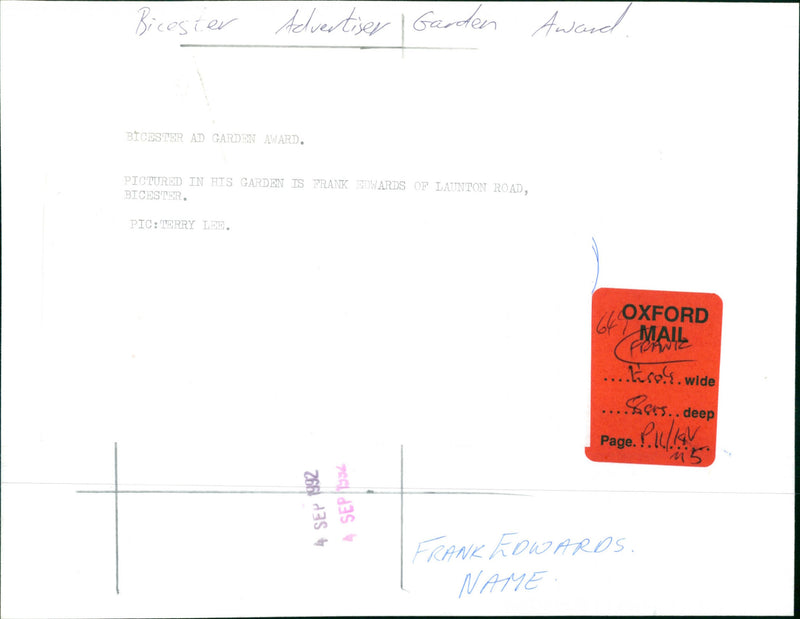 Bicester Advertiser Garden Award.
BICESTER AD GARDEN AWARD.
PICTURED IN HIS GARDEN IS FRANK EDWARDS OF LAUNTON ROAD,
BICESTER.
PIC:TERRY LEE.
OXFORD
MAIL
FRANK
........wide
........deep
Page.
4 SEP 1992
4 SEP 1992
FRANK EDWARDS.
NAME.